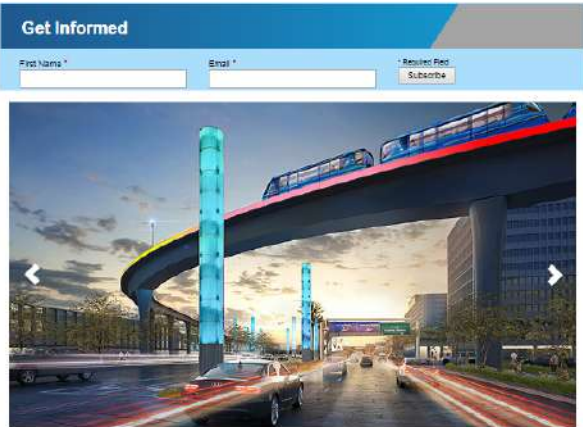 Get Informed
First Name *
Email *
* Required Field
Subscribe